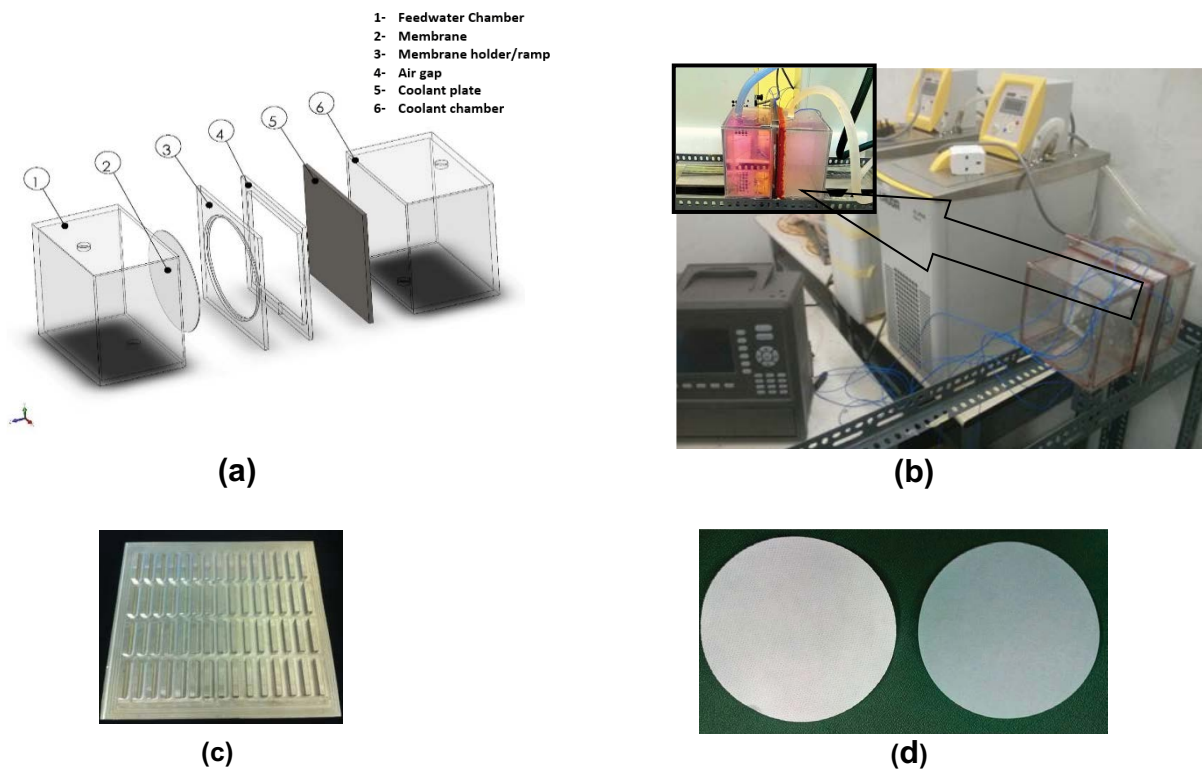 1- Feedwater Chamber
2- Membrane
3- Membrane holder/ramp
4- Air gap
5- Coolant plate
6- Coolant chamber
6
5
4
3
2
1
(a)
(b)
(c)
(d)